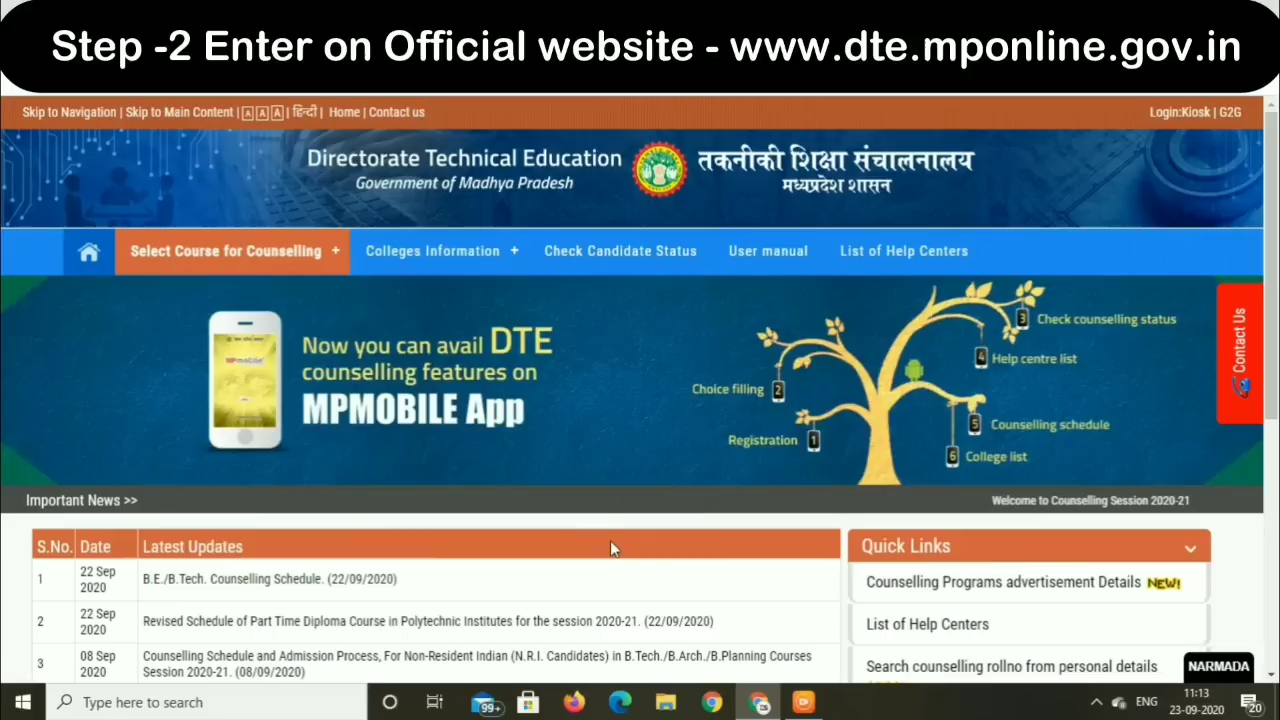 Step -2 Enter on Official website - www.dte.mponline.gov.in
Skip to Navigation | Skip to Main Content | A A A | हिन्दी | Home | Contact us
Login:Kiosk | G2G
Directorate Technical Education
Government of Madhya Pradesh
तकनीकी शिक्षा संचालनालय
मध्यप्रदेश शासन
Select Course for Counselling + Colleges Information + Check Candidate Status User manual List of Help Centers
Now you can avail DTE
counselling features on
MPMOBILE App
MPmobile
3 Check counselling status
4 Help centre list
Choice filling 2
5 Counselling schedule
Registration 1
6 College list
Contact Us
Important News >>
Welcome to Counselling Session 2020-21
S.No. Date Latest Updates
1 22 Sep 2020 B.E./B.Tech. Counselling Schedule. (22/09/2020)
2 22 Sep 2020 Revised Schedule of Part Time Diploma Course in Polytechnic Institutes for the session 2020-21. (22/09/2020)
3 08 Sep 2020 Counselling Schedule and Admission Process, For Non-Resident Indian (N.R.I. Candidates) in B.Tech./B.Arch./B.Planning Courses
Session 2020-21. (08/09/2020)
Quick Links
Counselling Programs advertisement Details NEW!
List of Help Centers
Search counselling rollno from personal details
NARMADA
Type here to search
99+
ENG
11:13
23-09-2020
20